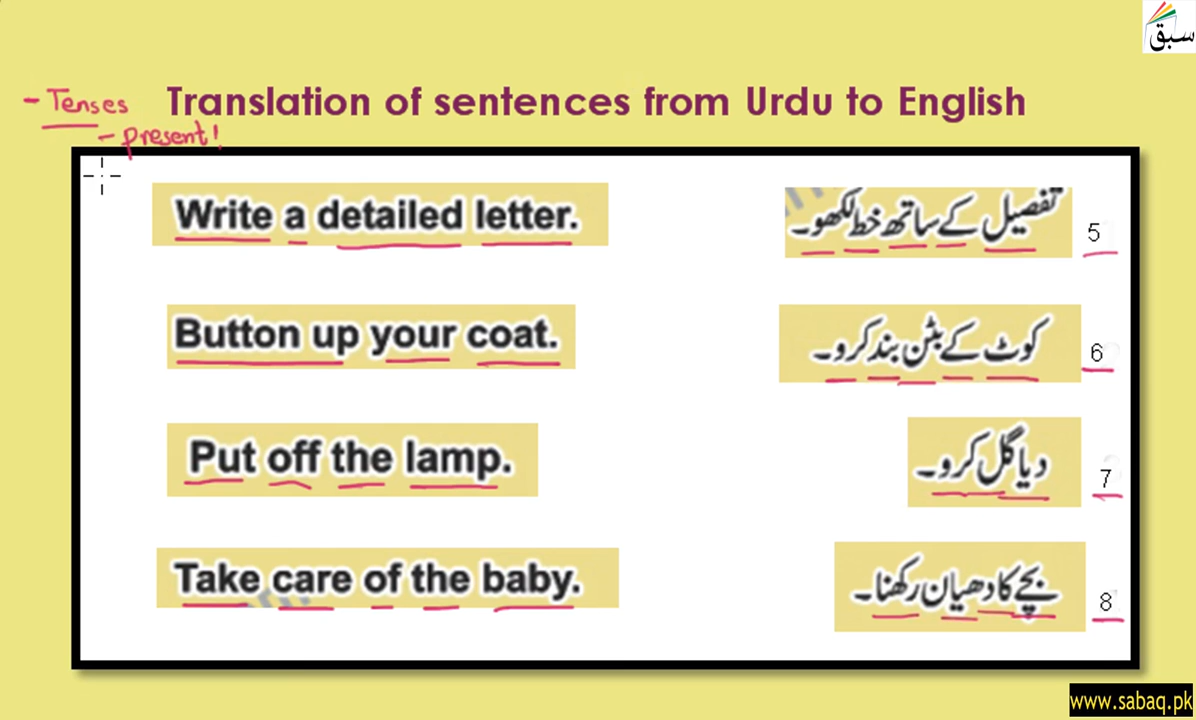 سبق
- Tenses
Translation of sentences from Urdu to English
- present!
Write a detailed letter.
تفصیل کے ساتھ خط لکھو۔
5
Button up your coat.
کوٹ کے بٹن بند کرو۔
6
Put off the lamp.
دیا گل کرو۔
7
Take care of the baby.
بچے کا دھیان رکھنا۔
8
www.sabaq.pk